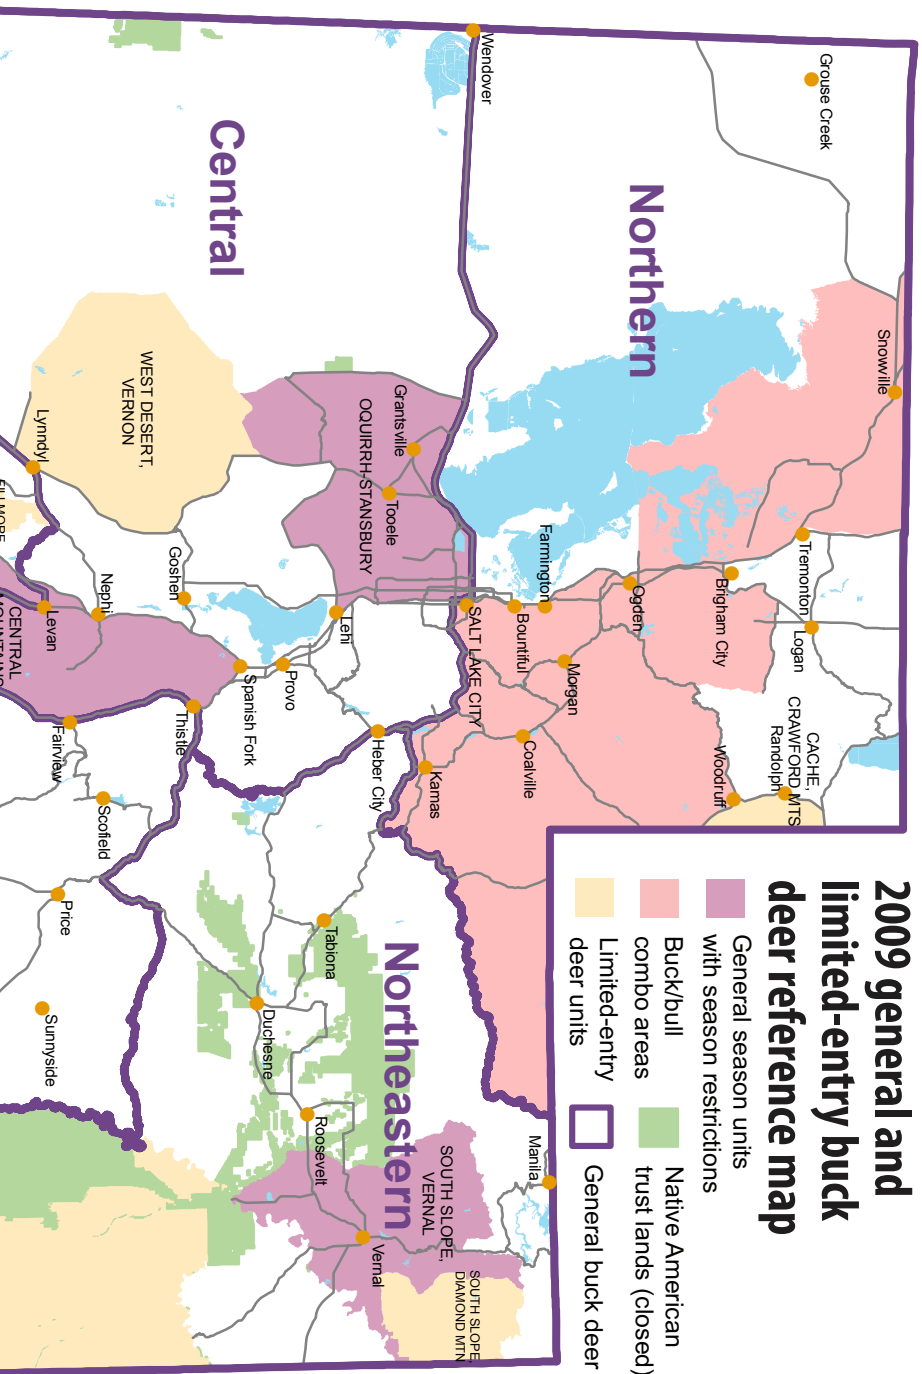 2009 general and
limited-entry buck
deer reference map
General season units
with season restrictions
Buck/bull
combo areas
Limited-entry
deer units
Native American
trust lands (closed)
General buck deer
Northern
Central
Northeastern
Grouse Creek
Snowville
Wendover
Tremonton
Logan
Brigham City
CACHE,
CRAWFORD MTS
Randolph
Woodruff
Ogden
Farmington
Bountiful
Morgan
SALT LAKE CITY
Coalville
Kamas
Grantsville
Tooele
OQUIRRH-STANSBURY
Lehi
Heber City
Provo
Spanish Fork
Goshen
WEST DESERT,
VERNON
Lynndyl
FILLMORE
Nephi
Levan
CENTRAL
MOUNTAINS
Thistle
Fairview
Scofield
Price
Sunnyside
Tabiona
Duchesne
Roosevelt
Vernal
Manila
SOUTH SLOPE,
VERNAL
SOUTH SLOPE,
DIAMOND MTN